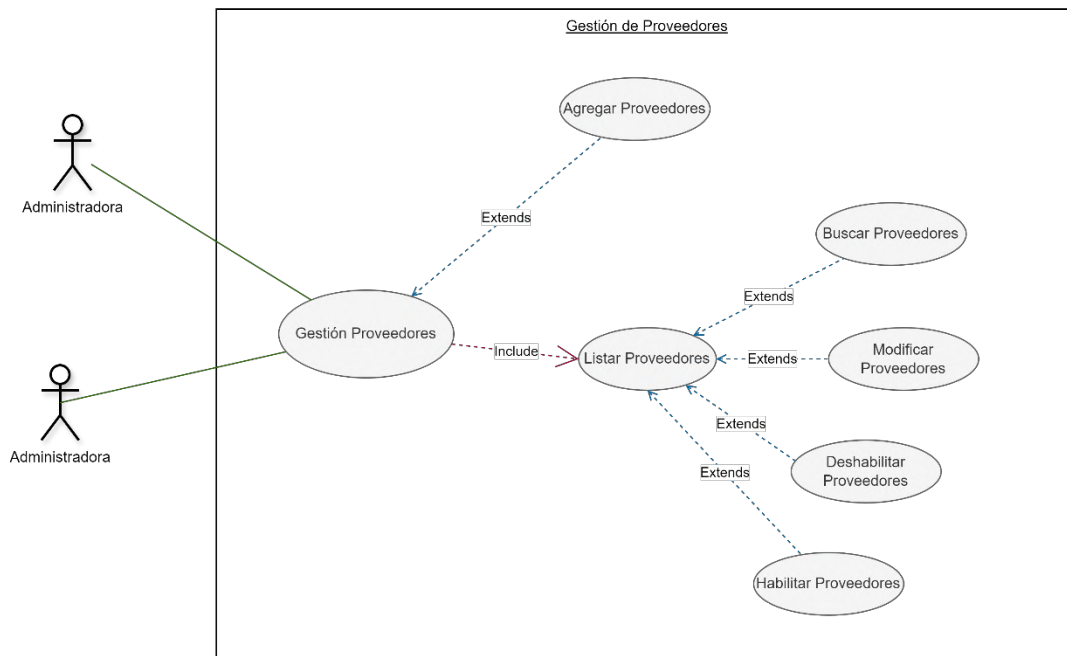 Gestión de Proveedores
Agregar Proveedores
Administradora
Extends
Buscar Proveedores
Extends
Gestión Proveedores
Include
Listar Proveedores
Extends
Modificar
Proveedores
Administradora
Extends
Deshabilitar
Proveedores
Extends
Habilitar Proveedores